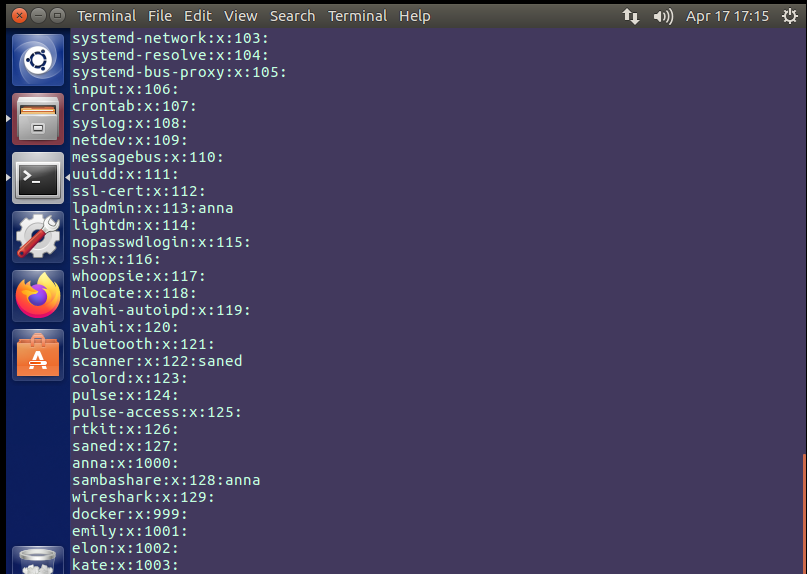 Terminal File Edit View Search Terminal Help Apr 17 17:15
systemd-network:x:103:
systemd-resolve:x:104:
systemd-bus-proxy:x:105:
input:x:106:
crontab:x:107:
syslog:x:108:
netdev:x:109:
messagebus:x:110:
uuidd:x:111:
ssl-cert:x:112:
lpadmin:x:113:anna
lightdm:x:114:
nopasswdlogin:x:115:
ssh:x:116:
whoopsie:x:117:
mlocate:x:118:
avahi-autoipd:x:119:
avahi:x:120:
bluetooth:x:121:
scanner:x:122:saned
colord:x:123:
pulse:x:124:
pulse-access:x:125:
rtkit:x:126:
saned:x:127:
anna:x:1000:
sambashare:x:128:anna
wireshark:x:129:
docker:x:999:
emily:x:1001:
elon:x:1002:
kate:x:1003: